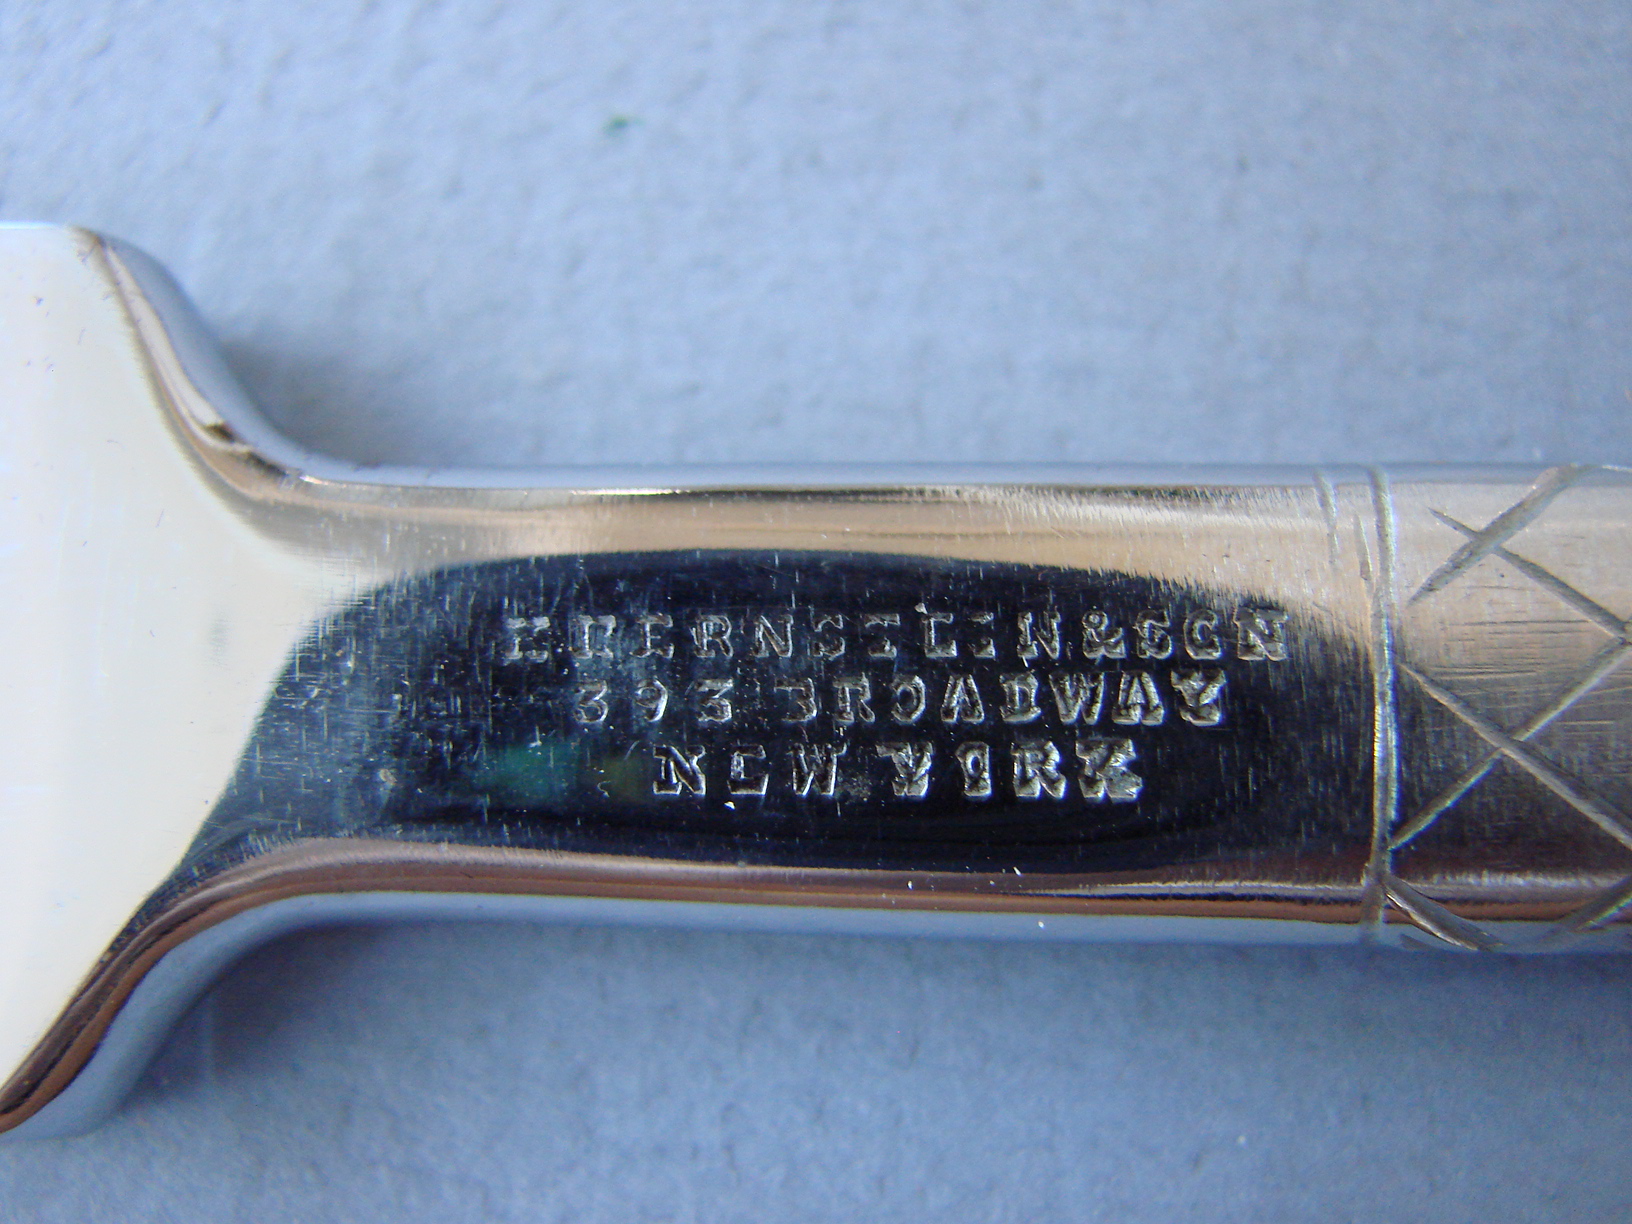 H BERNSTEIN & SON
393 BROADWAY
NEW YORK